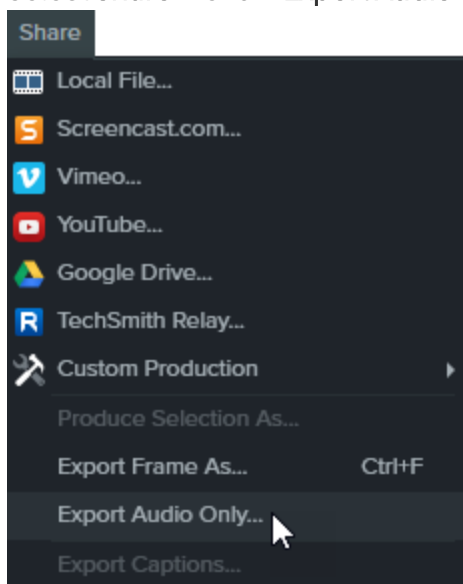 Share
Local File...
Screencast.com...
Vimeo...
YouTube...
Google Drive...
TechSmith Relay...
Custom Production
Produce Selection As...
Export Frame As... Ctrl+F
Export Audio Only...
Export Captions...